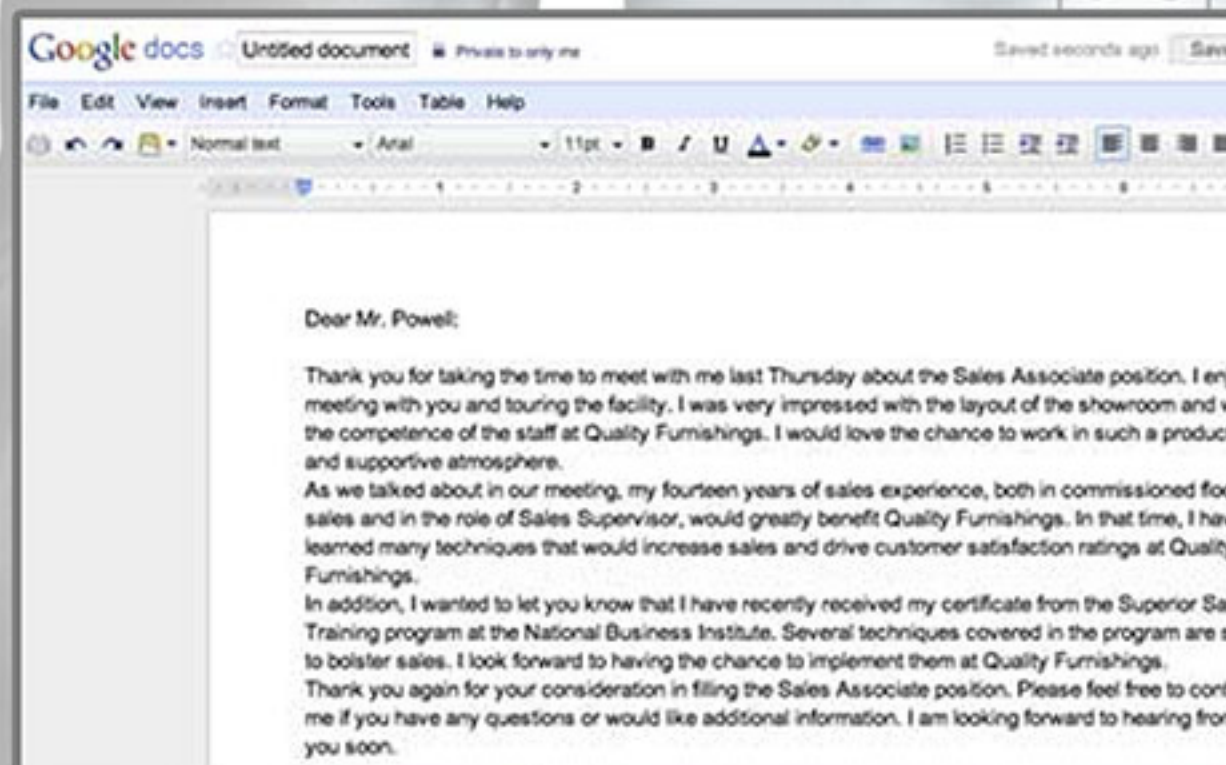 Google docs Untitled document Private to only me Saved seconds ago
File Edit View Insert Format Tools Table Help
Normal text Arial 11pt B I U A
1 2 3 4 5 6
Dear Mr. Powell;
Thank you for taking the time to meet with me last Thursday about the Sales Associate position. I
meeting with you and touring the facility. I was very impressed with the layout of the showroom and
the competence of the staff at Quality Furnishings. I would love the chance to work in such a
and supportive atmosphere.
As we talked about in our meeting, my fourteen years of sales experience, both in commissioned
sales and in the role of Sales Supervisor, would greatly benefit Quality Furnishings. In that time, I
learned many techniques that would increase sales and drive customer satisfaction ratings at Quality
Furnishings.
In addition, I wanted to let you know that I have recently received my certificate from the Superior
Training program at the National Business Institute. Several techniques covered in the program are
to bolster sales. I look forward to having the chance to implement them at Quality Furnishings.
Thank you again for your consideration in filling the Sales Associate position. Please feel free to
me if you have any questions or would like additional information. I am looking forward to hearing
you soon.